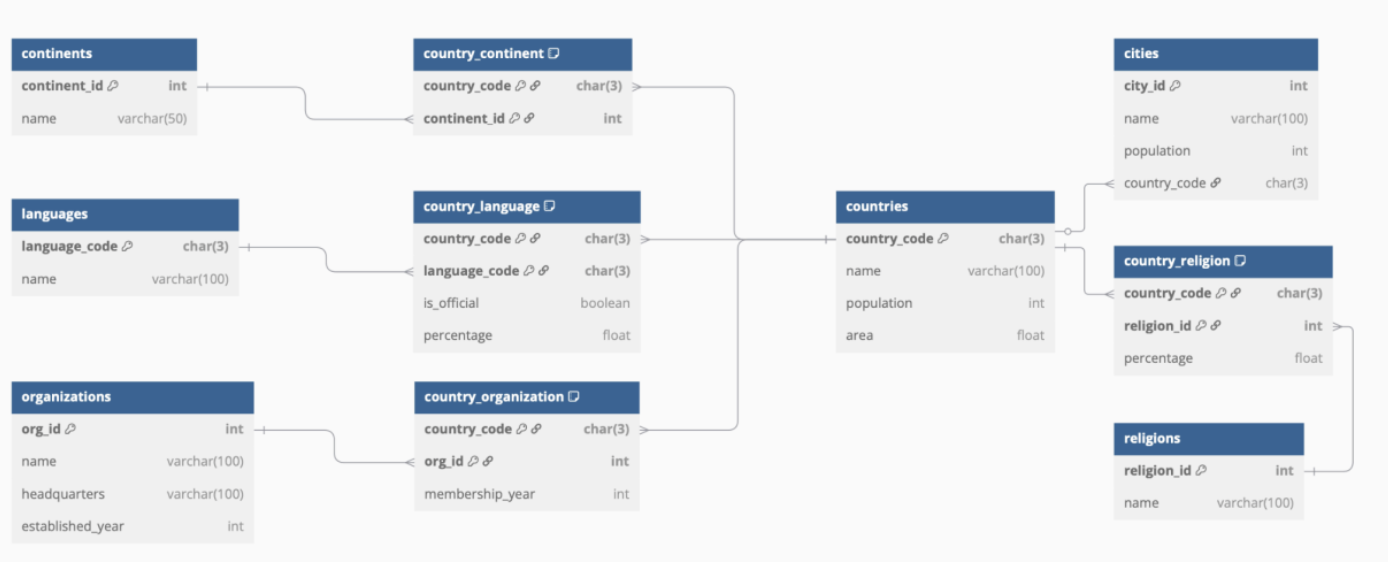 continents
continent_id int
name varchar(50)
country_continent
country_code char(3)
continent_id int
cities
city_id int
name varchar(100)
population int
country_code char(3)
languages
language_code char(3)
name varchar(100)
country_language
country_code char(3)
language_code char(3)
is_official boolean
percentage float
countries
country_code char(3)
name varchar(100)
population int
area float
country_religion
country_code char(3)
religion_id int
percentage float
organizations
org_id int
name varchar(100)
headquarters varchar(100)
established_year int
country_organization
country_code char(3)
org_id int
membership_year int
religions
religion_id int
name varchar(100)